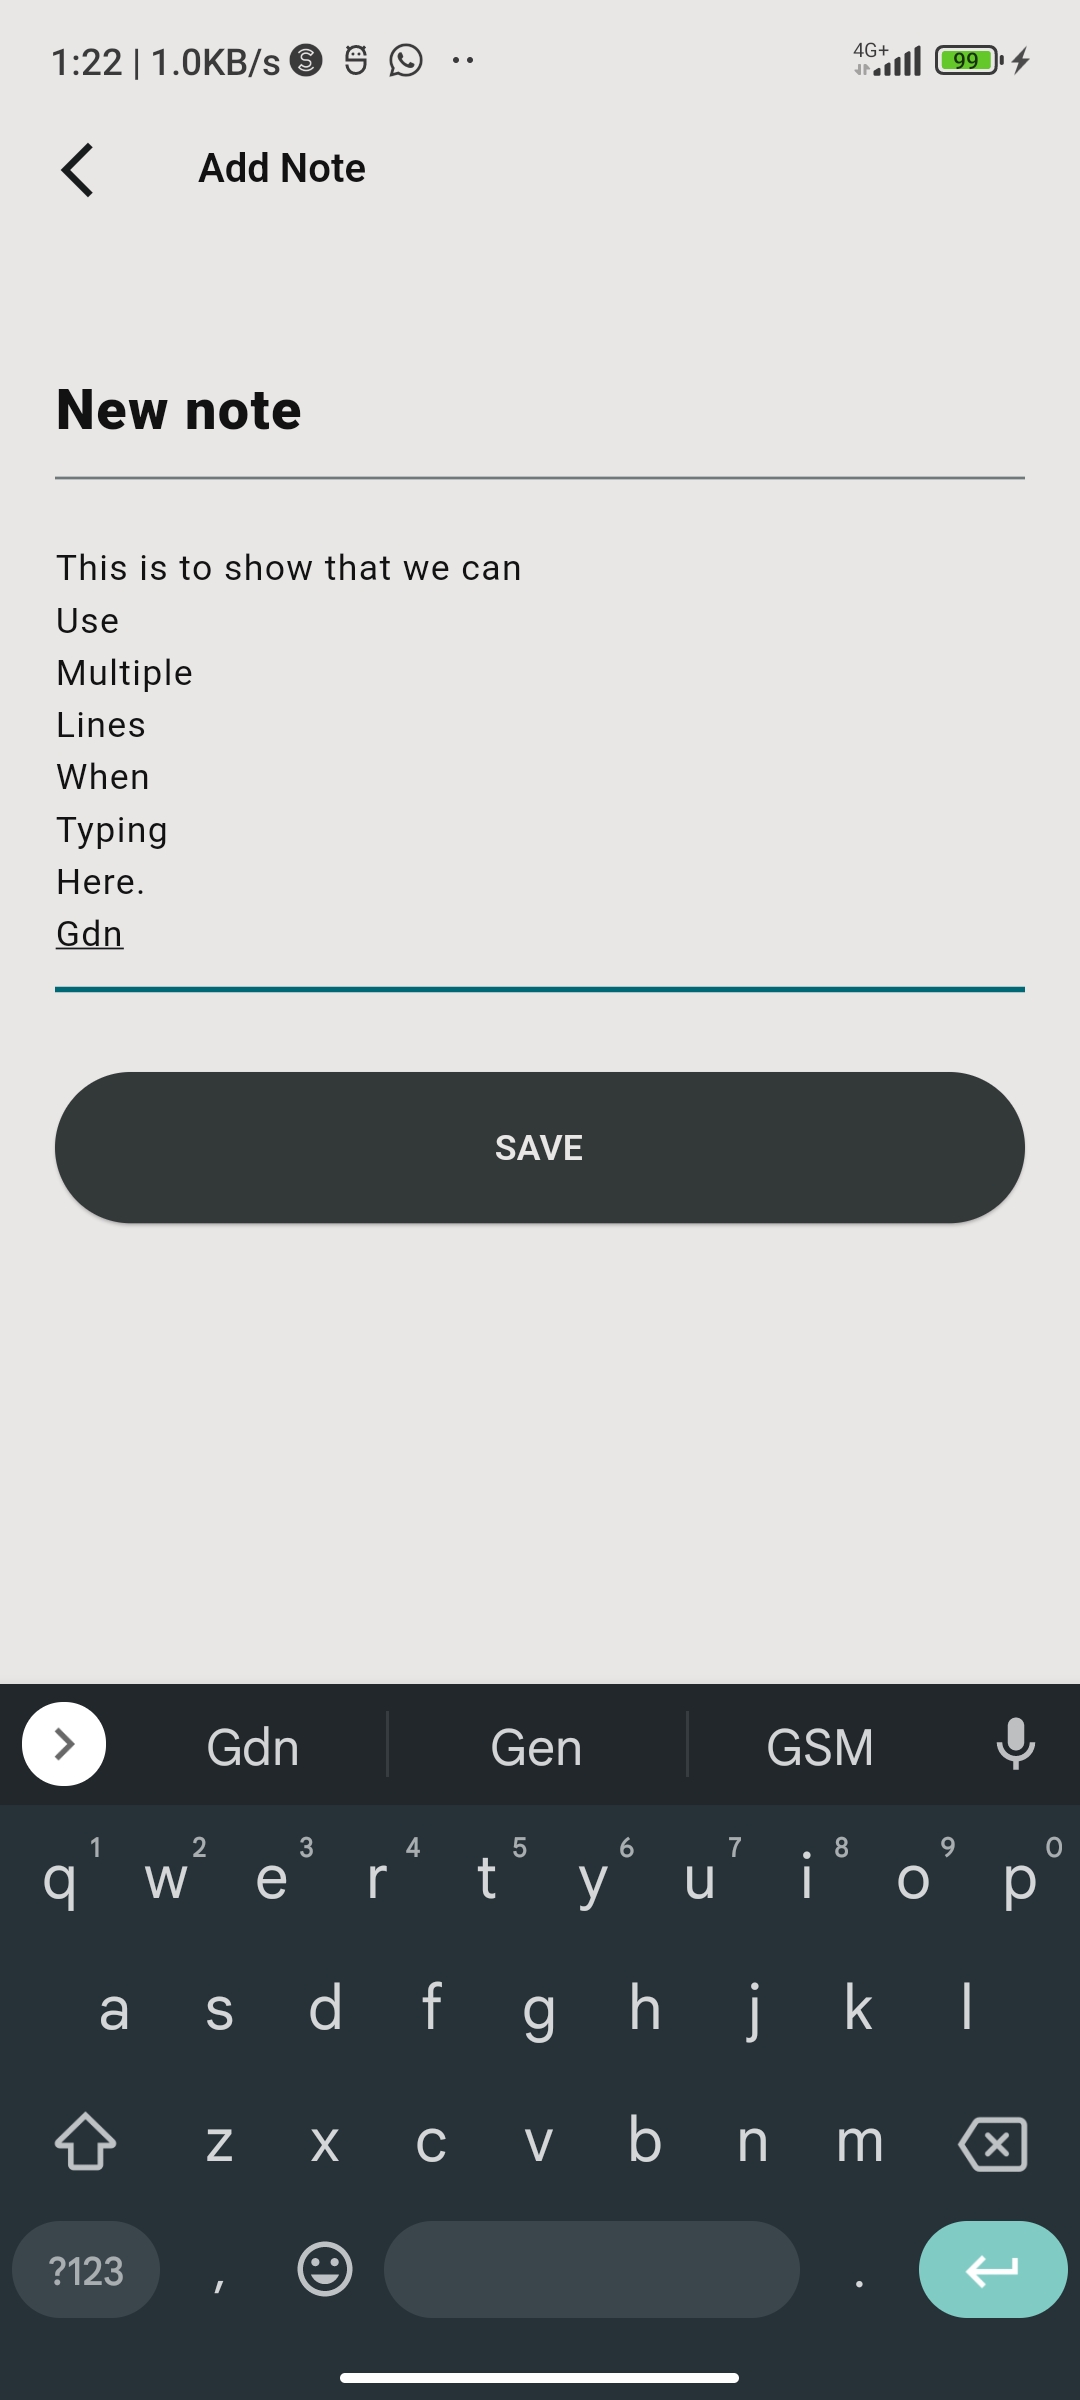 1:22 | 1.0KB/s 4G+ 99
Add Note
New note
This is to show that we can
Use
Multiple
Lines
When
Typing
Here.
Gdn
SAVE
Gdn Gen GSM
q 1 w 2 e 3 r 4 t 5 y 6 u 7 i 8 o 9 p 0
a s d f g h j k l
z x c v b n m
?123 , .